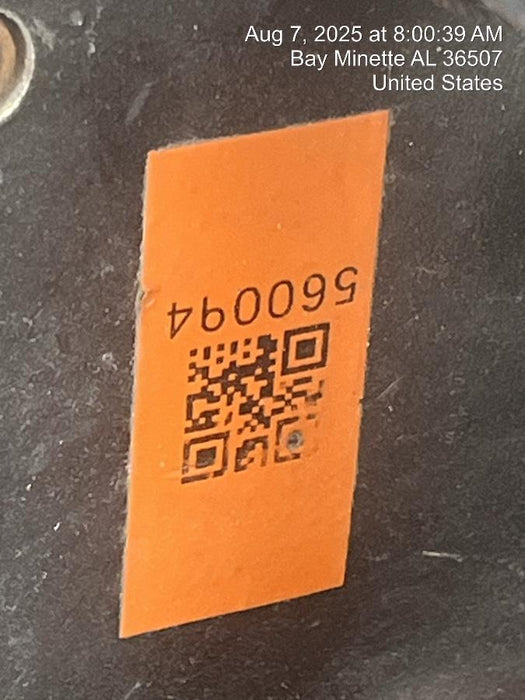 Aug 7, 2025 at 8:00:39 AM
Bay Minette AL 36507
United States
560094